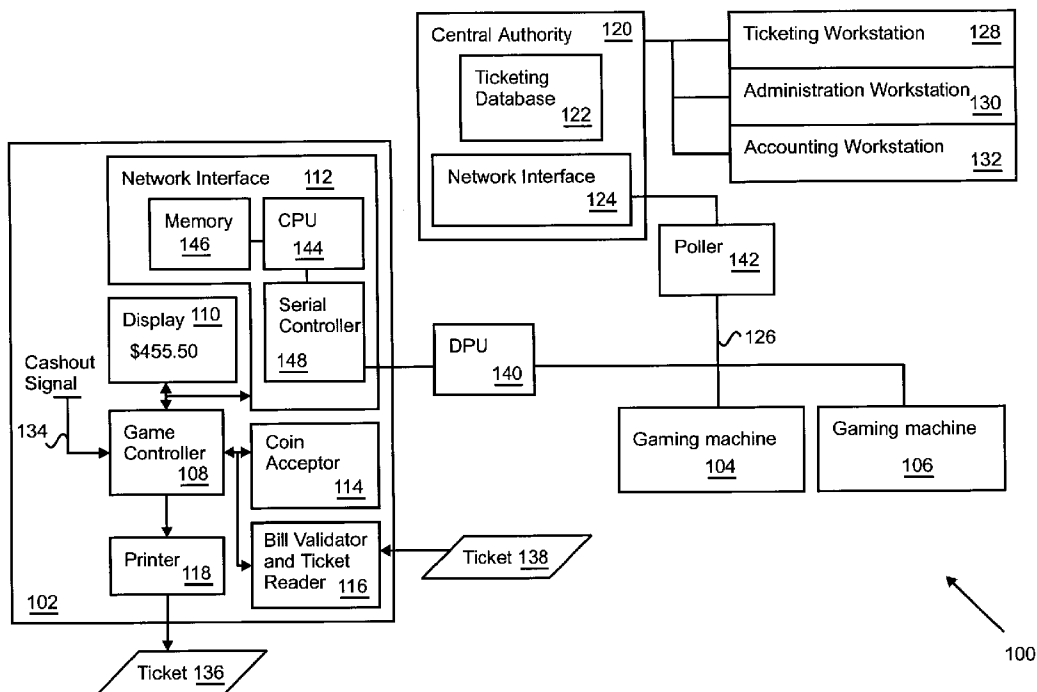 Central Authority 120
Ticketing
Database
122
Network Interface
124
Ticketing Workstation 128
Administration Workstation
130
Accounting Workstation
132
Poller
142
126
Network Interface 112
Memory
146
CPU
144
Serial
Controller
148
Display 110
$455.50
Cashout
Signal
134
Game
Controller
108
Coin
Acceptor
114
Printer
118
Bill Validator
and Ticket
Reader 116
102
Ticket 136
Ticket 138
DPU
140
Gaming machine
104
Gaming machine
106
100